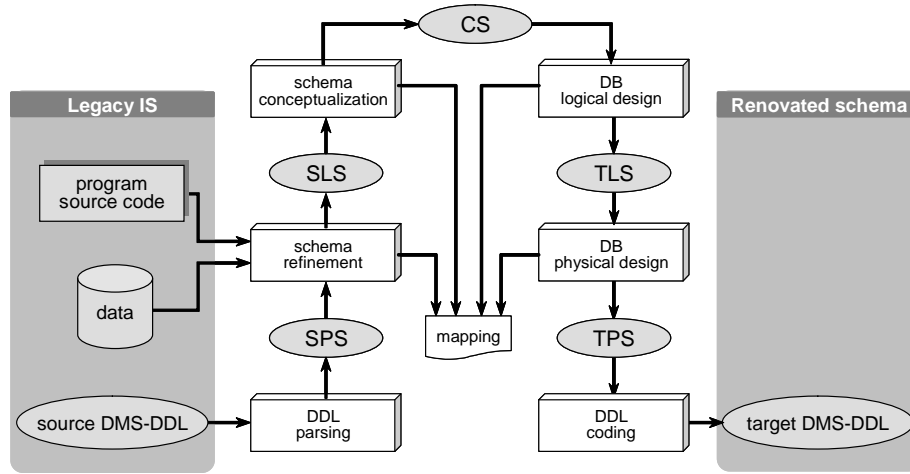 CS
schema
conceptualization
DB
logical design
Legacy IS
Renovated schema
SLS
TLS
program
source code
schema
refinement
DB
physical design
data
SPS
mapping
TPS
source DMS-DDL
DDL
parsing
DDL
coding
target DMS-DDL